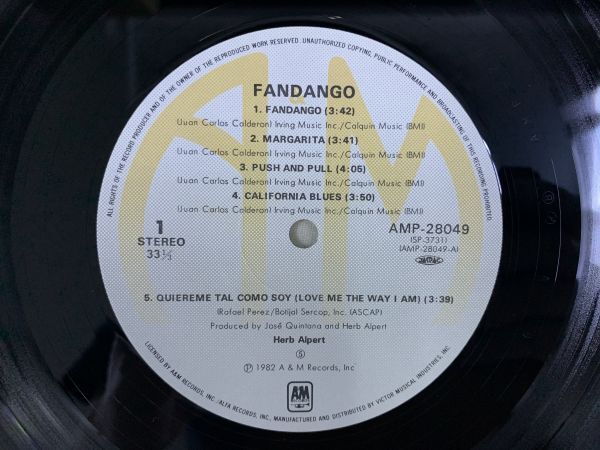 ALL RIGHTS OF THE RECORD PRODUCER AND OF THE OWNER OF THE REPRODUCED WORK RESERVED. UNAUTHORIZED COPYING, PUBLIC PERFORMANCE AND BROADCASTING OF THIS RECORDING PROHIBITED.
FANDANGO
1. FANDANGO (3:42)
(Juan Carlos Calderon) Irving Music Inc./Calquin Music (BMI)
2. MARGARITA (3:41)
(Juan Carlos Calderon) Irving Music Inc./Calquin Music (BMI)
3. PUSH AND PULL (4:05)
(Juan Carlos Calderon) Irving Music Inc./Calquin Music (BMI)
4. CALIFORNIA BLUES (3:50)
(Juan Carlos Calderon) Irving Music Inc./Calquin Music (BMI)
1
STEREO
33⅓
AMP-28049
(SP-3731)
(AMP-28049-A)
JASRAC
5. QUIEREME TAL COMO SOY (LOVE ME THE WAY I AM) (3:39)
(Rafael Perez/Botijal Sercop, Inc. (ASCAP)
Produced by José Quintana and Herb Alpert
Herb Alpert
Ⓢ
Ⓟ 1982 A & M Records, Inc
A&M
RECORDS
LICENSED BY A&M RECORDS, INC./ALFA RECORDS, INC., MANUFACTURED AND DISTRIBUTED BY VICTOR MUSICAL INDUSTRIES, INC.